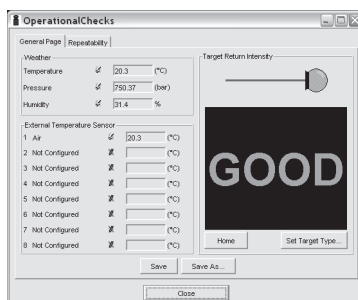 OperationalChecks
General Page Repeatability
Weather
Temperature 20.3 (°C)
Pressure 750.37 (bar)
Humidity 31.4 %
External Temperature Sensor
1 Air 20.3 (°C)
2 Not Configured (°C)
3 Not Configured (°C)
4 Not Configured (°C)
5 Not Configured (°C)
6 Not Configured (°C)
7 Not Configured (°C)
8 Not Configured (°C)
Target Return Intensity
GOOD
Home Set Target Type...
Save Save As...
Close